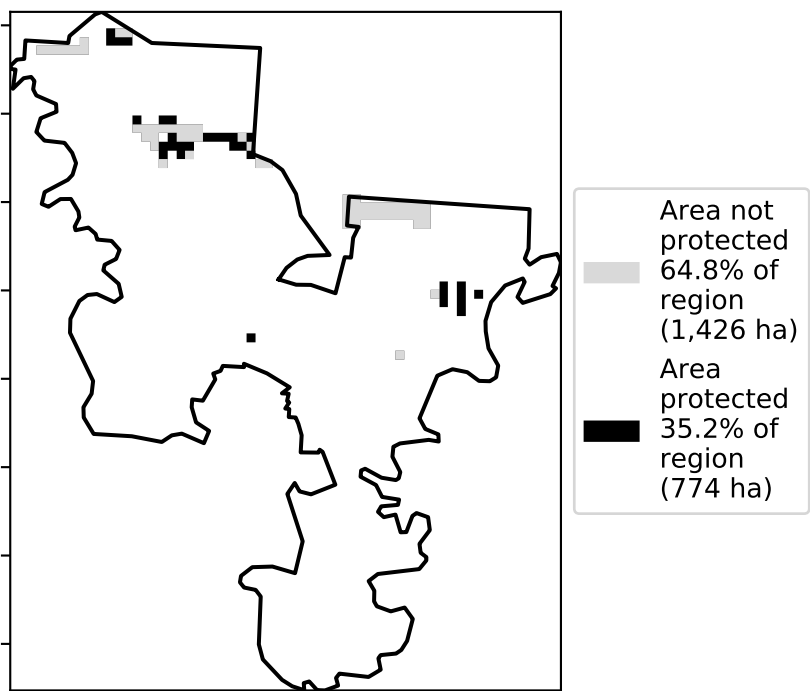 Area not
protected
64.8% of
region
(1,426 ha)
Area
protected
35.2% of
region
(774 ha)